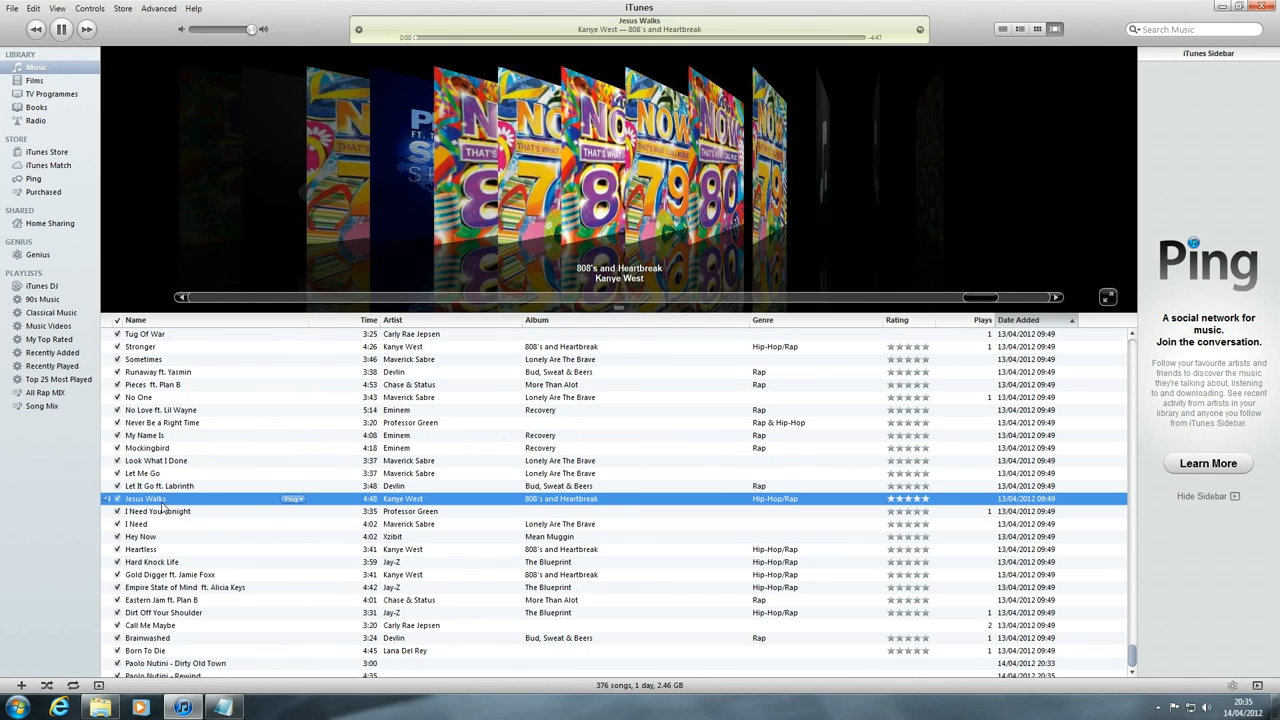 File Edit View Controls Store Advanced Help
iTunes
Jesus Walks
Kanye West — 808's and Heartbreak
0:00 -4:47
Search Music
LIBRARY
Music
Films
TV Programmes
Books
Radio
STORE
iTunes Store
iTunes Match
Ping
Purchased
SHARED
Home Sharing
GENIUS
Genius
PLAYLISTS
iTunes DJ
90s Music
Classical Music
Music Videos
My Top Rated
Recently Added
Recently Played
Top 25 Most Played
All Rap MIX
Song Mix
808's and Heartbreak
Kanye West
Name Time Artist Album Genre Rating Plays Date Added
Tug Of War 3:25 Carly Rae Jepsen 1 13/04/2012 09:49
Stronger 4:26 Kanye West 808's and Heartbreak Hip-Hop/Rap 1 13/04/2012 09:49
Sometimes 3:46 Maverick Sabre Lonely Are The Brave 13/04/2012 09:49
Runaway ft. Yasmin 3:38 Devlin Bud, Sweat & Beers Rap 13/04/2012 09:49
Pieces ft. Plan B 4:53 Chase & Status More Than Alot Rap 13/04/2012 09:49
No One 3:43 Maverick Sabre Lonely Are The Brave 1 13/04/2012 09:49
No Love ft. Lil Wayne 5:14 Eminem Recovery Rap 13/04/2012 09:49
Never Be a Right Time 3:20 Professor Green Rap & Hip-Hop 13/04/2012 09:49
My Name Is 4:08 Eminem Recovery Rap 13/04/2012 09:49
Mockingbird 4:18 Eminem Recovery Rap 13/04/2012 09:49
Look What I Done 3:37 Maverick Sabre Lonely Are The Brave 13/04/2012 09:49
Let Me Go 3:37 Maverick Sabre Lonely Are The Brave 13/04/2012 09:49
Let It Go ft. Labrinth 3:48 Devlin Bud, Sweat & Beers Rap 13/04/2012 09:49
Jesus Walks Ping 4:48 Kanye West 808's and Heartbreak Hip-Hop/Rap 13/04/2012 09:49
I Need You Tonight 3:35 Professor Green 1 13/04/2012 09:49
I Need 4:02 Maverick Sabre Lonely Are The Brave 13/04/2012 09:49
Hey Now 4:02 Xzibit Mean Muggin 13/04/2012 09:49
Heartless 3:41 Kanye West 808's and Heartbreak Hip-Hop/Rap 13/04/2012 09:49
Hard Knock Life 3:59 Jay-Z The Blueprint Hip-Hop/Rap 13/04/2012 09:49
Gold Digger ft. Jamie Foxx 3:41 Kanye West 808's and Heartbreak Hip-Hop/Rap 13/04/2012 09:49
Empire State of Mind ft. Alicia Keys 4:42 Jay-Z The Blueprint Hip-Hop/Rap 13/04/2012 09:49
Eastern Jam ft. Plan B 4:01 Chase & Status More Than Alot Rap 13/04/2012 09:49
Dirt Off Your Shoulder 3:31 Jay-Z The Blueprint Hip-Hop/Rap 1 13/04/2012 09:49
Call Me Maybe 3:20 Carly Rae Jepsen 2 13/04/2012 09:49
Brainwashed 3:24 Devlin Bud, Sweat & Beers Rap 1 13/04/2012 09:49
Born To Die 4:45 Lana Del Rey 1 13/04/2012 09:49
Paolo Nutini - Dirty Old Town 3:00 14/04/2012 20:33
Paolo Nutini - Rewind 4:35 14/04/2012 20:35
376 songs, 1 day, 2.46 GB
iTunes Sidebar
Ping
A social network for
music.
Join the conversation.
Follow your favourite artists and
friends to discover the music
they're talking about, listening
to and downloading. See recent
activity from artists in your
library and anyone you follow
from iTunes Sidebar.
Learn More
Hide Sidebar
20:35
14/04/2012